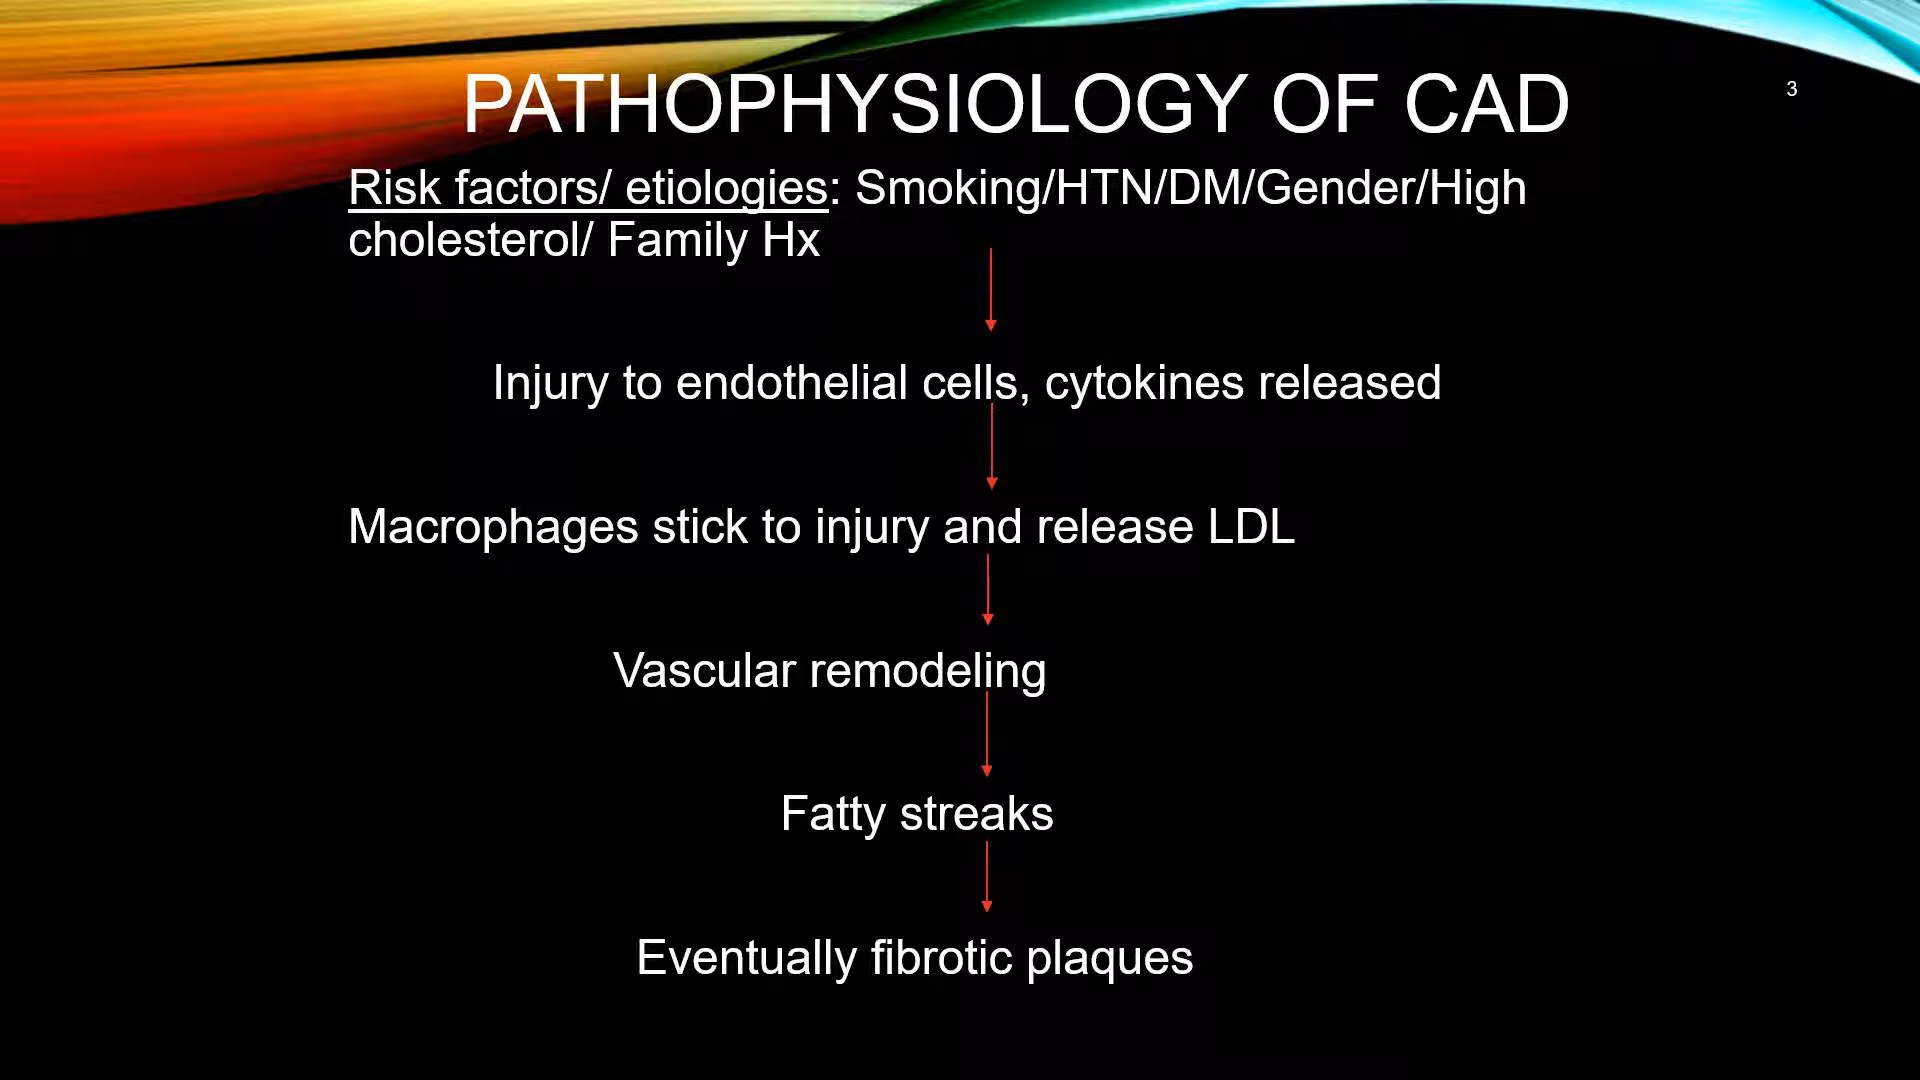 PATHOPHYSIOLOGY OF CAD
3
Risk factors/ etiologies: Smoking/HTN/DM/Gender/High
cholesterol/ Family Hx
Injury to endothelial cells, cytokines released
Macrophages stick to injury and release LDL
Vascular remodeling
Fatty streaks
Eventually fibrotic plaques